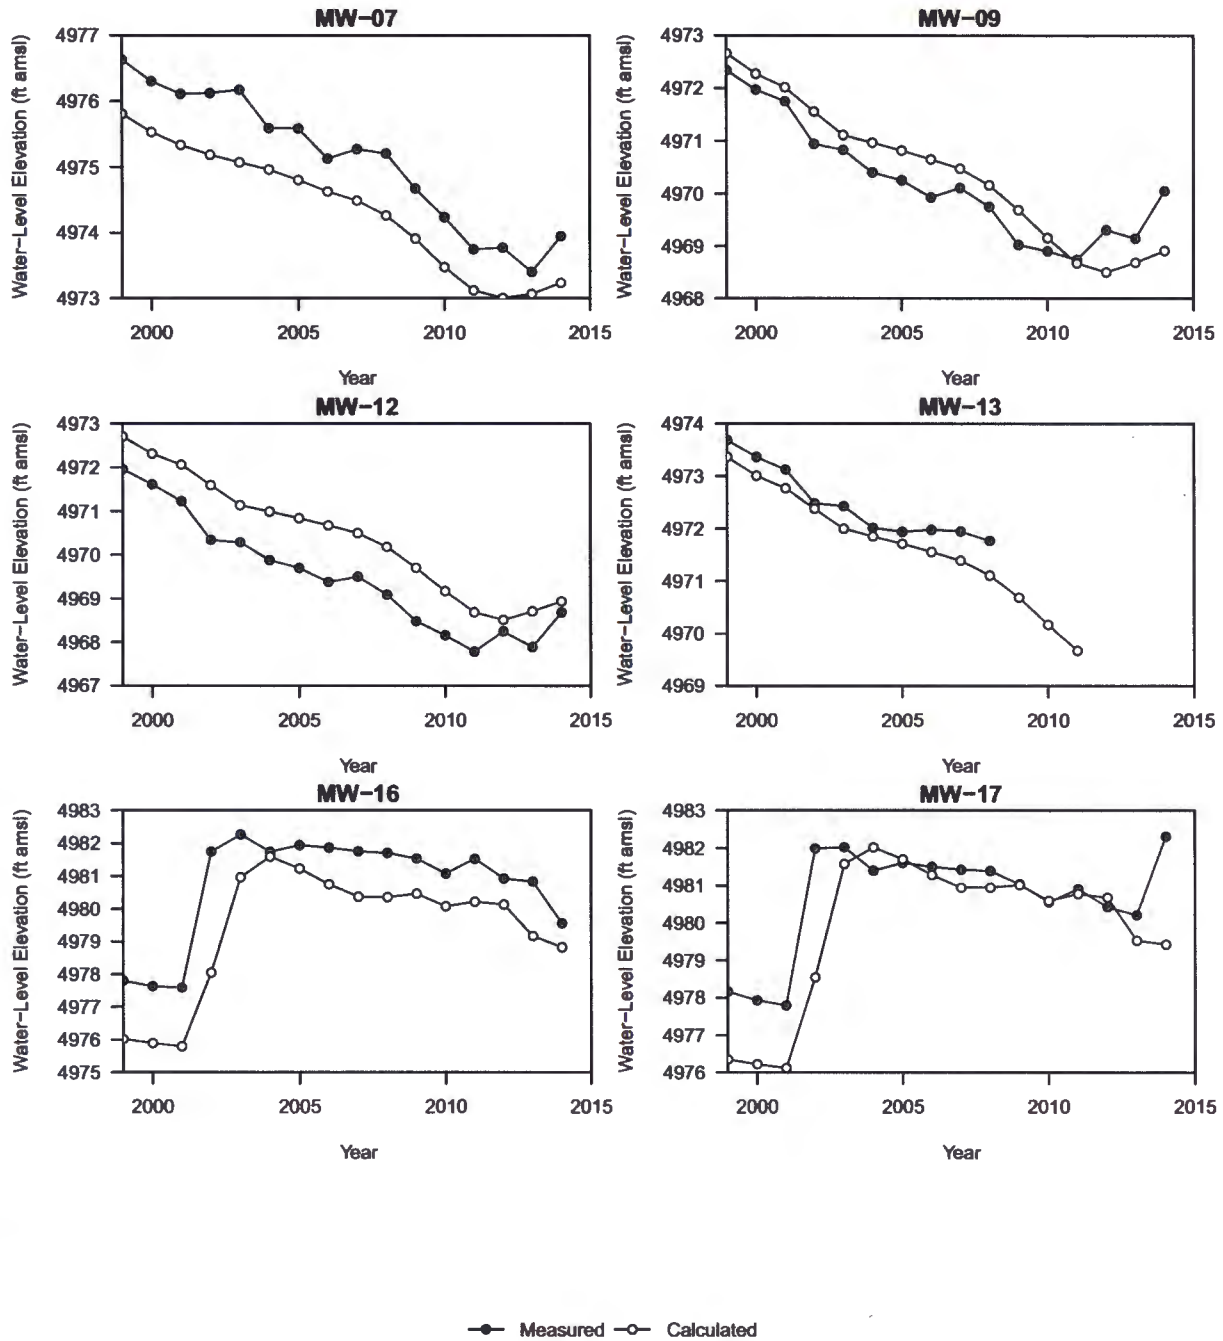 MW-07
Water-Level Elevation (ft amsl)
4977
4976
4975
4974
4973
2000 2005 2010 2015
Year
MW-09
Water-Level Elevation (ft amsl)
4973
4972
4971
4970
4969
4968
2000 2005 2010 2015
Year
MW-12
Water-Level Elevation (ft amsl)
4973
4972
4971
4970
4969
4968
4967
2000 2005 2010 2015
Year
MW-13
Water-Level Elevation (ft amsl)
4974
4973
4972
4971
4970
4969
2000 2005 2010 2015
Year
MW-16
Water-Level Elevation (ft amsl)
4983
4982
4981
4980
4979
4978
4977
4976
4975
2000 2005 2010 2015
Year
MW-17
Water-Level Elevation (ft amsl)
4983
4982
4981
4980
4979
4978
4977
4976
2000 2005 2010 2015
Year
Measured Calculated